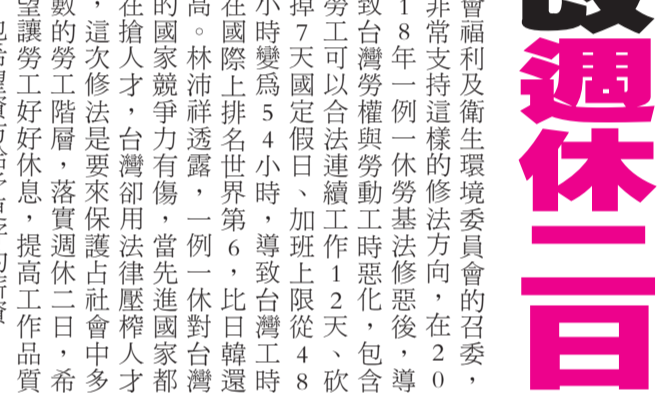 改週休二日
會福利及衛生環境委員會的召委，
非常支持這樣的修法方向，在20
18年一例一休勞基法修惡後，導
致台灣勞權與勞動工時惡化，包含
勞工可以合法連續工作12天、砍
掉7天國定假日、加班上限從48
小時變為54小時，導致台灣工時
在國際上排名世界第6，比日韓還
高。林沛祥透露，一例一休對台灣
的國家競爭力有傷，當先進國家都
在搶人才，台灣卻用法律壓榨人才
，這次修法是要來保護占社會中多
數的勞工階層，落實週休二日，希
望讓勞工好好休息，提高工作品質